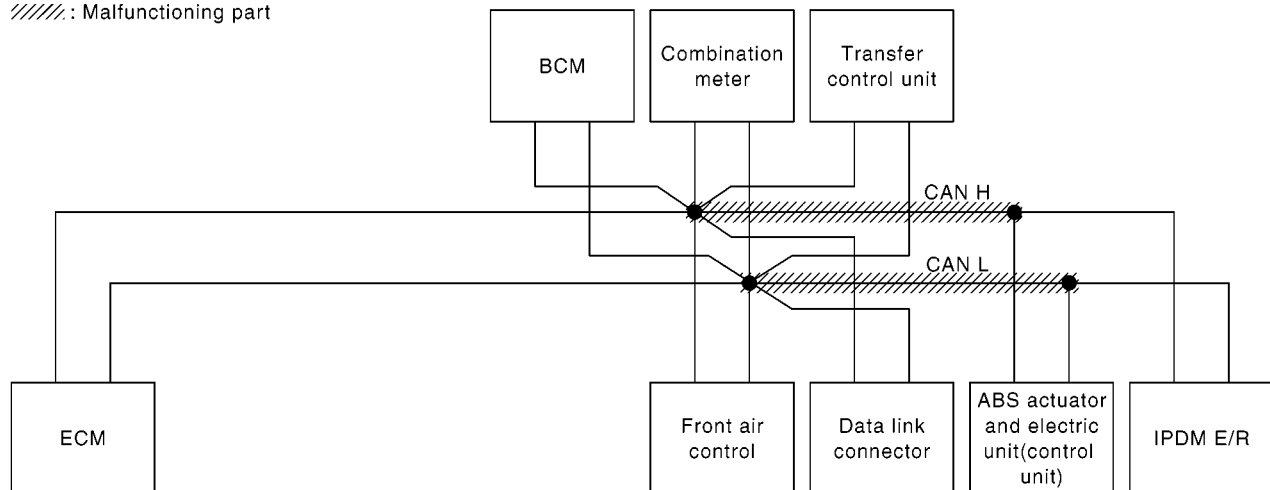 : Malfunctioning part
BCM
Combination
meter
Transfer
control unit
CAN H
CAN L
ECM
Front air
control
Data link
connector
ABS actuator
and electric
unit(control
unit)
IPDM E/R